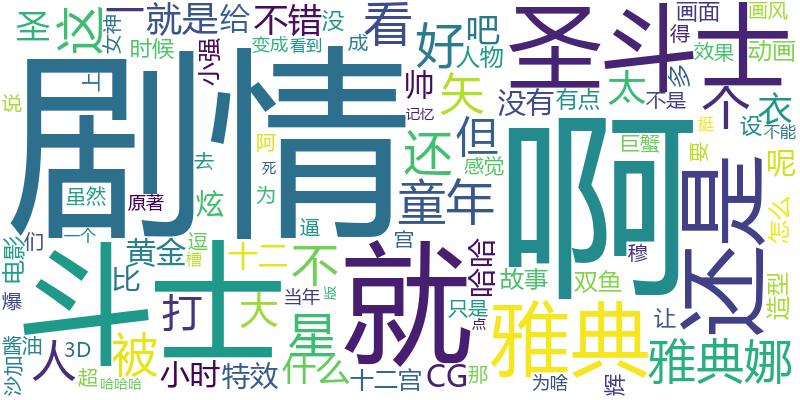 圣 这 一 就是 给 不错 没 看 好 吧 圣斗士 画面 画风
女神 时候 小强 变成 看到 成 人物 得 效果 动画
上 说 剧情 帅 矢 没有 有点 太 多 不是 个 衣
记忆 阿 还 但 啊 设 挺 不能
去 死 感觉 巨蟹 要 呢
虽然 原著 炫 为 童年 还是 怎么
们 一个 逼 宫
电影 黄金 逗 槽 十二 不 哈哈 故事 双鱼 穆 造型
斗士 就
爆 比 打 大 当年 竖 只是 点 雅典 让
沙加 酱油 人 3D 被 星 雅典娜
超 哈哈哈 小时 特效 什么 十二宫 CG 那 为啥 辉